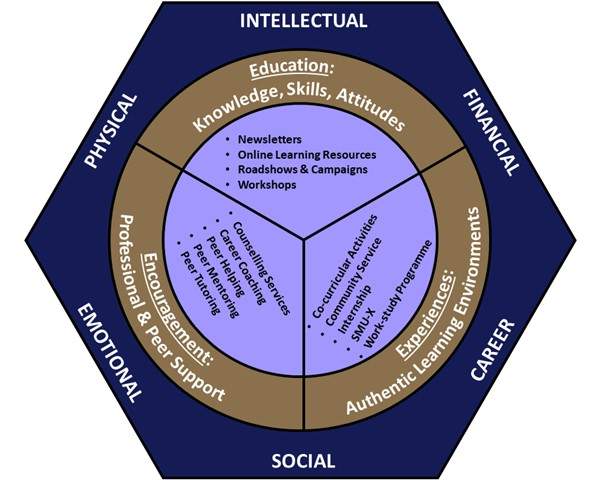 INTELLECTUAL
PHYSICAL
FINANCIAL
EMOTIONAL
CAREER
SOCIAL
Education:
Knowledge, Skills, Attitudes
• Newsletters
• Online Learning Resources
• Roadshows & Campaigns
• Workshops
Encouragement:
Professional & Peer Support
• Counselling Services
• Career Coaching
• Peer Helping
• Peer Mentoring
• Peer Tutoring
Experiences:
Authentic Learning Environments
• Co-curricular Activities
• Community Service
• Internship
• SMU-X
• Work-study Programme